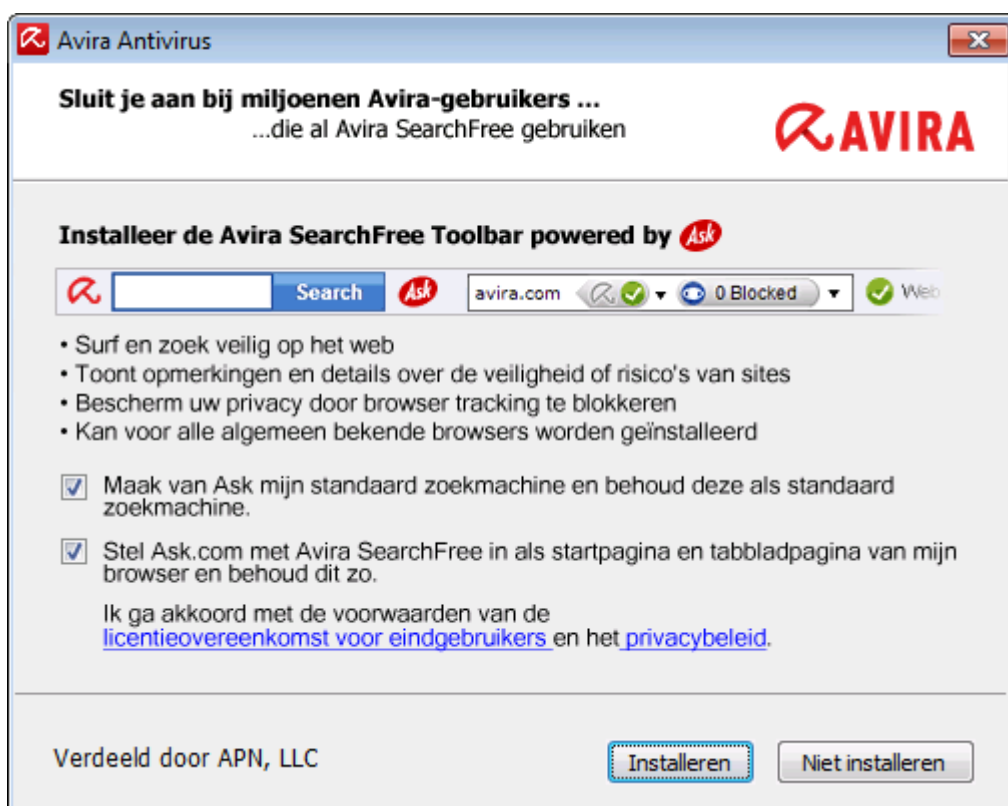 Avira Antivirus
Sluit je aan bij miljoenen Avira-gebruikers ...
...die al Avira SearchFree gebruiken
AVIRA
Installeer de Avira SearchFree Toolbar powered by Ask
Search Ask avira.com 0 Blocked Web
• Surf en zoek veilig op het web
• Toont opmerkingen en details over de veiligheid of risico's van sites
• Bescherm uw privacy door browser tracking te blokkeren
• Kan voor alle algemeen bekende browsers worden geïnstalleerd
Maak van Ask mijn standaard zoekmachine en behoud deze als standaard
zoekmachine.
Stel Ask.com met Avira SearchFree in als startpagina en tabbladpagina van mijn
browser en behoud dit zo.
Ik ga akkoord met de voorwaarden van de
licentieovereenkomst voor eindgebruikers en het privacybeleid.
Verdeeld door APN, LLC
Installeren
Niet installeren